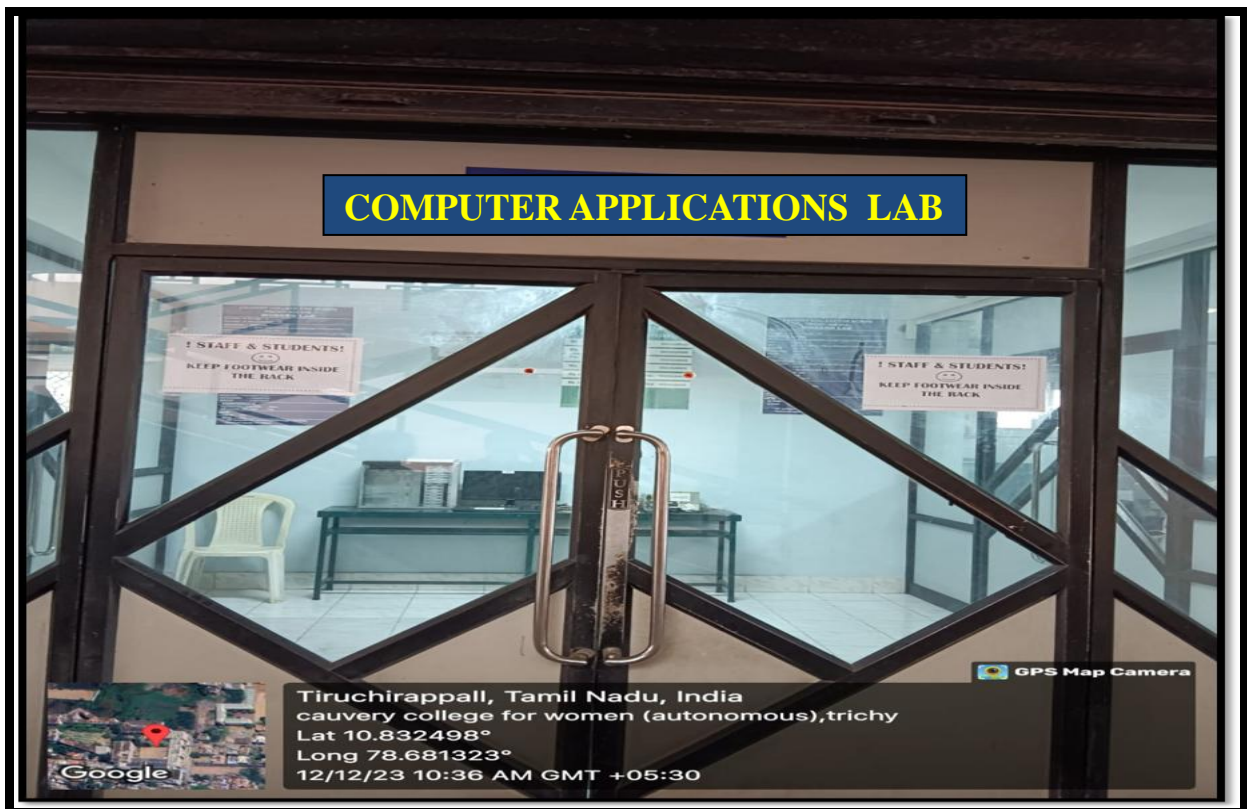 COMPUTER APPLICATIONS LAB
! STAFF & STUDENTS!
KEEP FOOTWEAR INSIDE
THE RACK
! STAFF & STUDENTS!
KEEP FOOTWEAR INSIDE
THE RACK
PUSH
GPS Map Camera
Tiruchirappall, Tamil Nadu, India
cauvery college for women (autonomous),trichy
Lat 10.832498°
Long 78.681323°
12/12/23 10:36 AM GMT +05:30
Google